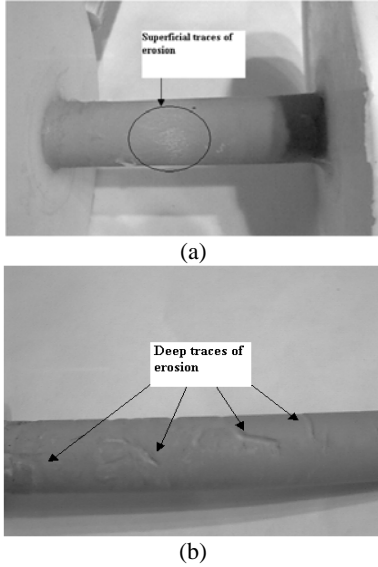 Superficial traces of
erosion
(a)
Deep traces of
erosion
(b)